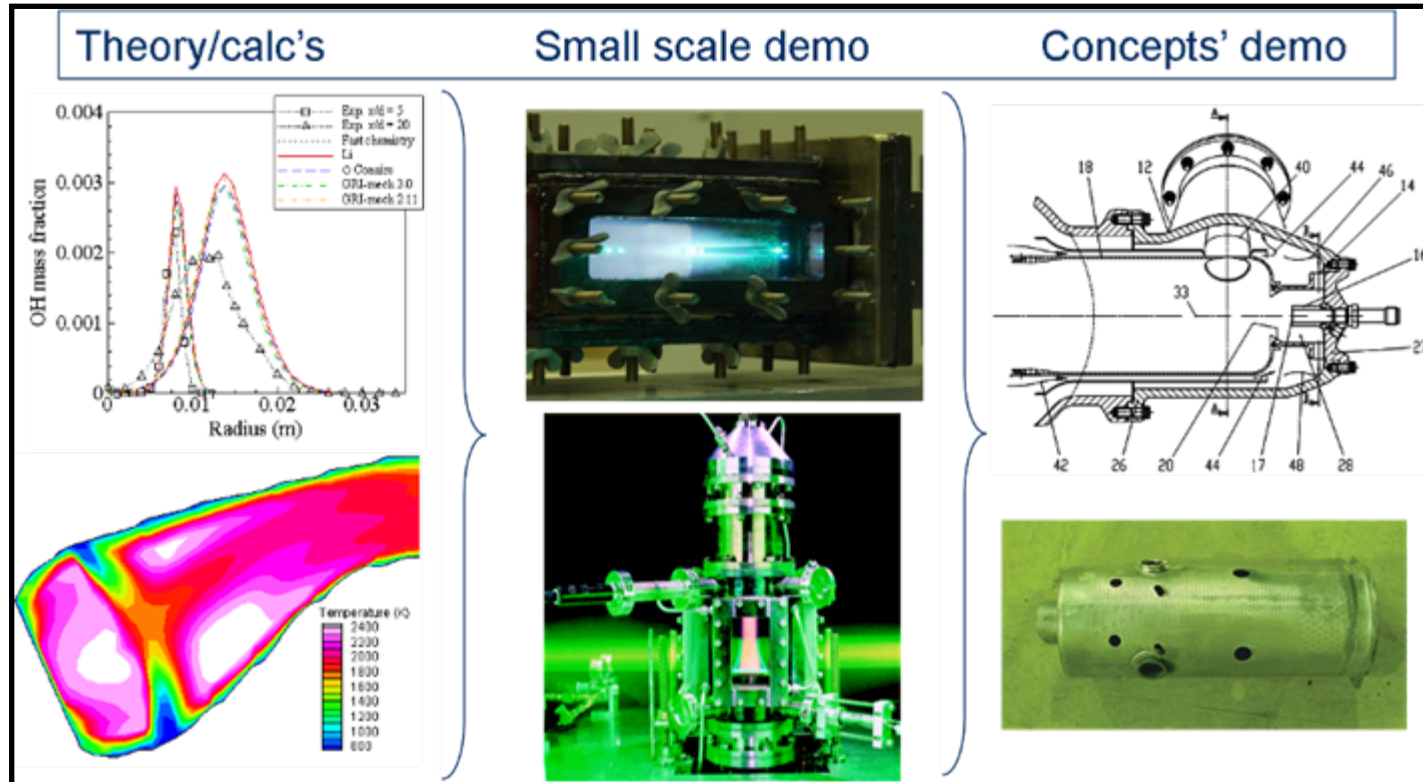 Theory/calc's
Small scale demo
Concepts' demo
0.004
0.003
0.002
0.001
0
OH mass fraction
0
0.01
0.02
0.03
Radius (m)
Exp. x/d = 5
Exp. x/d = 20
Fast chemistry
Li
O Conaire
GRI-mech 3.0
GRI-mech 2.11
Temperature (K)
2400
2200
2000
1800
1600
1400
1200
1000
800
A
18
12
40
44
46
14
16
33
27
A
42
26
20
44
17
48
28